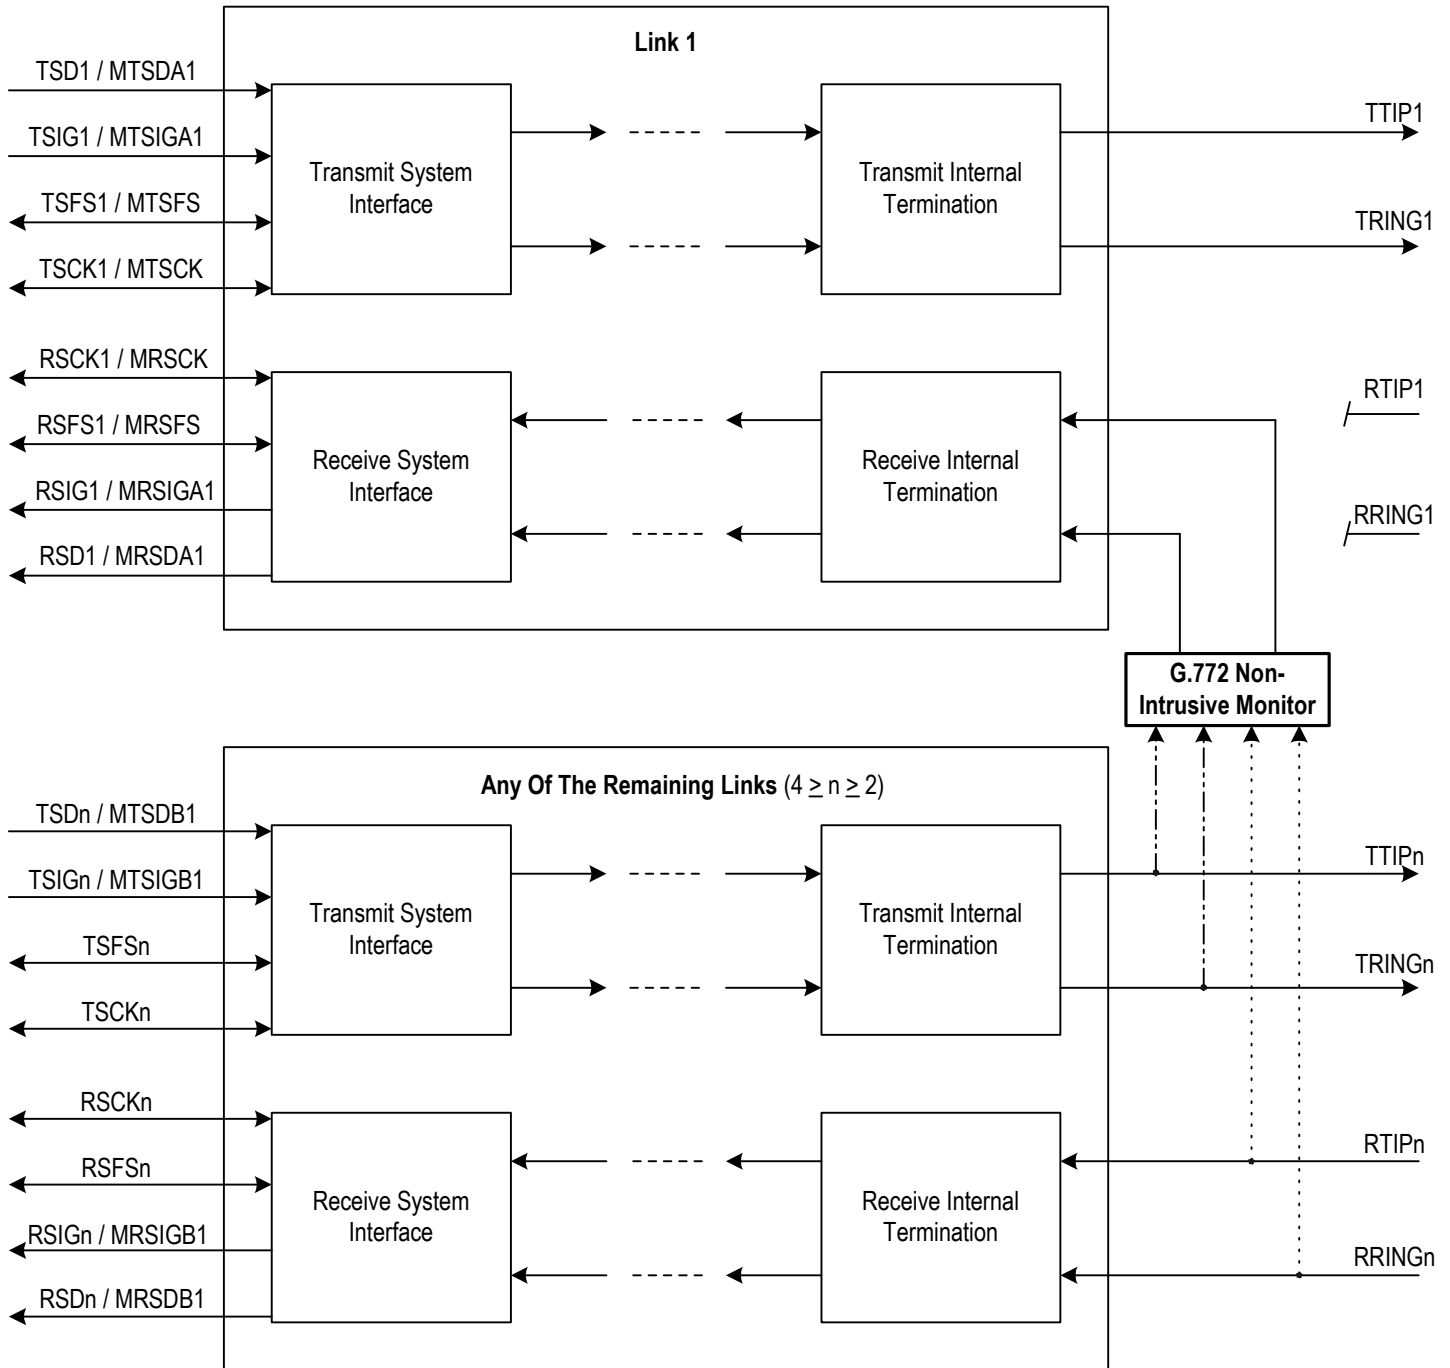 Link 1
TSD1 / MTSDA1
TSIG1 / MTSIGA1
TSFS1 / MTSFS
TSCK1 / MTSCK
Transmit System
Interface
Transmit Internal
Termination
TTIP1
TRING1
RSCK1 / MRSCK
RSFS1 / MRSFS
RSIG1 / MRSIGA1
RSD1 / MRSDA1
Receive System
Interface
Receive Internal
Termination
RTIP1
RRING1
G.772 Non-
Intrusive Monitor
Any Of The Remaining Links (4 ≥ n ≥ 2)
TSDn / MTSDB1
TSIGn / MTSIGB1
TSFSn
TSCKn
Transmit System
Interface
Transmit Internal
Termination
TTIPn
TRINGn
RSCKn
RSFSn
RSIGn / MRSIGB1
RSDn / MRSDB1
Receive System
Interface
Receive Internal
Termination
RTIPn
RRINGn